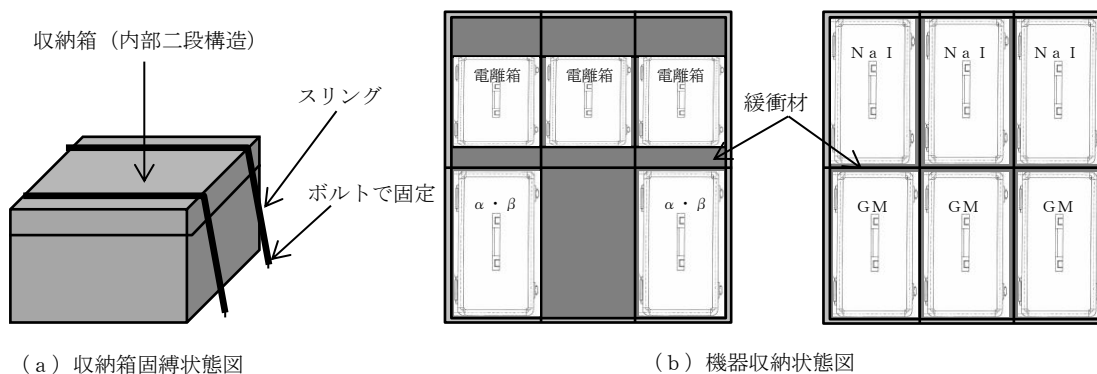 収納箱（内部二段構造）
スリング
ボルトで固定
（a）収納箱固縛状態図
電離箱 電離箱 電離箱
α・β α・β
緩衝材
ＮａＩ ＮａＩ ＮａＩ
ＧＭ ＧＭ ＧＭ
（b）機器収納状態図